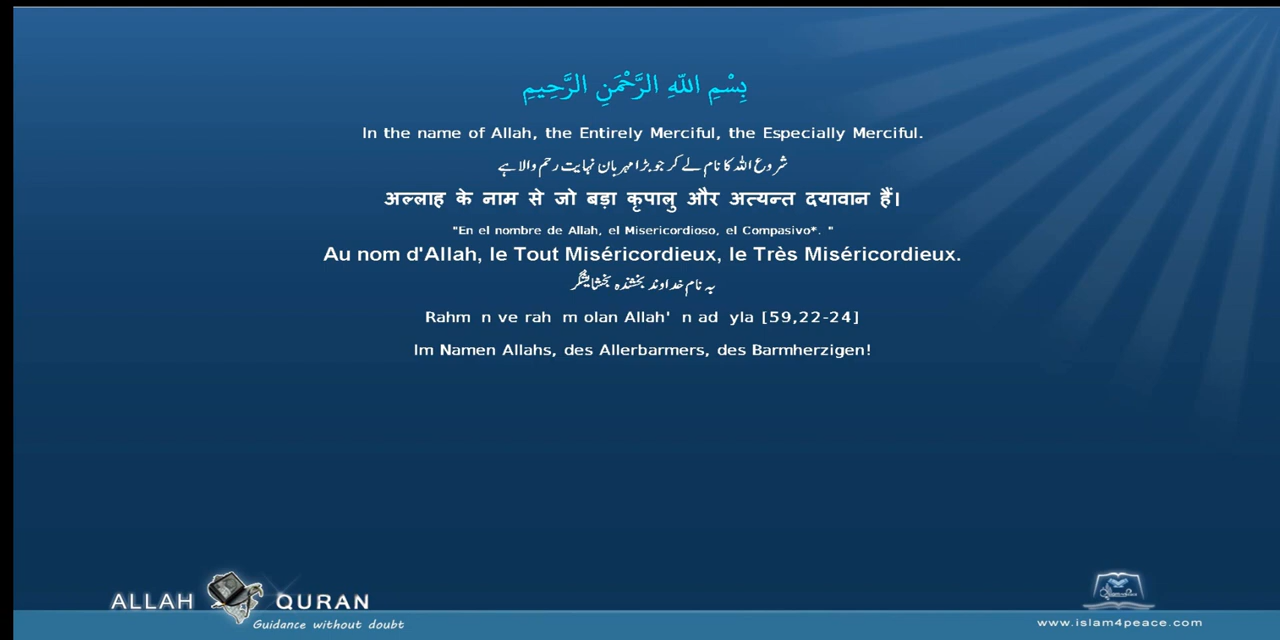 بِسْمِ اللّٰهِ الرَّحْمَنِ الرَّحِيمِ
In the name of Allah, the Entirely Merciful, the Especially Merciful.
شروع الله کا نام لے کر جو بڑا مہربان نہایت رحم والا ہے
अल्लाह के नाम से जो बड़ा कृपालु और अत्यन्त दयावान हैं।
"En el nombre de Allah, el Misericordioso, el Compasivo*. "
Au nom d'Allah, le Tout Miséricordieux, le Très Miséricordieux.
به نام خداوند بخشنده بخشایشگر
Rahm n ve rah m olan Allah' n ad yla [59,22-24]
Im Namen Allahs, des Allerbarmers, des Barmherzigen!
ALLAH QURAN
Guidance without doubt
www.islam4peace.com